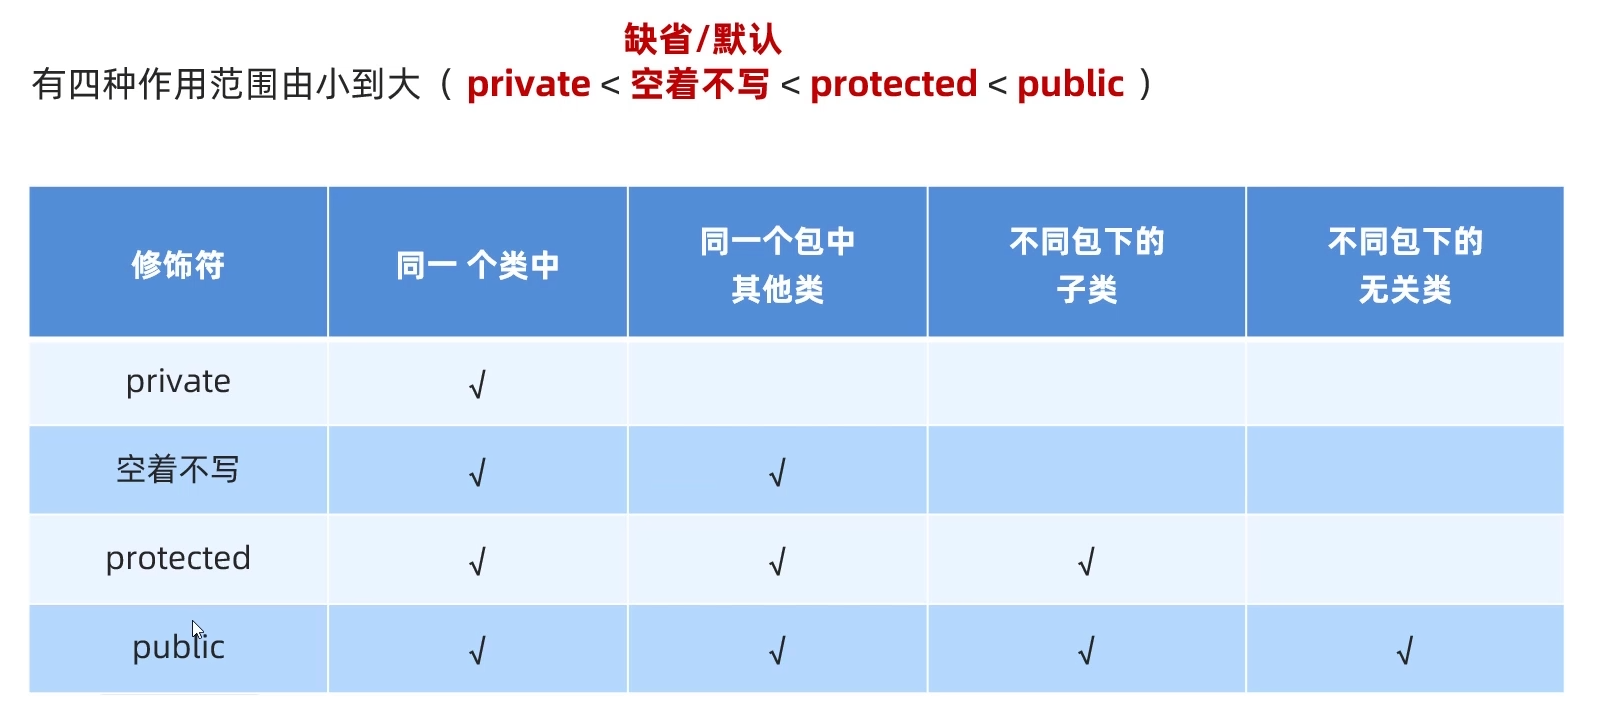 缺省/默认
有四种作用范围由小到大（ private < 空着不写 < protected < public ）
修饰符 同一 个类中 同一个包中 其他类 不同包下的 子类 不同包下的 无关类
private √
空着不写 √ √
protected √ √ √
public √ √ √ √